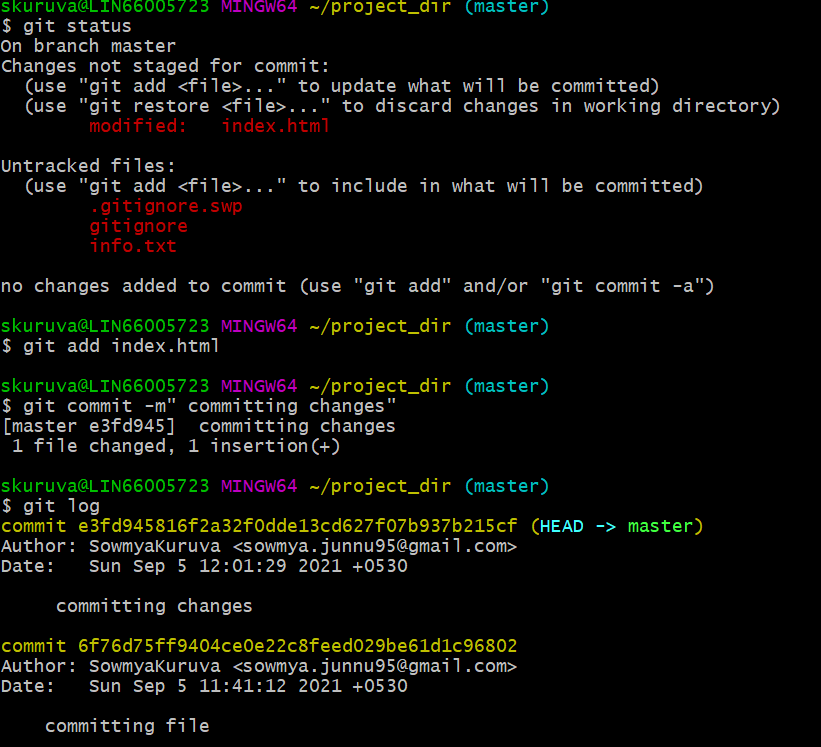 skuruva@LIN66005723 MINGW64 ~/project_dir (master)
$ git status
On branch master
Changes not staged for commit:
  (use "git add <file>..." to update what will be committed)
  (use "git restore <file>..." to discard changes in working directory)
        modified:   index.html

Untracked files:
  (use "git add <file>..." to include in what will be committed)
        .gitignore.swp
        gitignore
        info.txt

no changes added to commit (use "git add" and/or "git commit -a")

skuruva@LIN66005723 MINGW64 ~/project_dir (master)
$ git add index.html

skuruva@LIN66005723 MINGW64 ~/project_dir (master)
$ git commit -m" committing changes"
[master e3fd945]  committing changes
 1 file changed, 1 insertion(+)

skuruva@LIN66005723 MINGW64 ~/project_dir (master)
$ git log
commit e3fd945816f2a32f0dde13cd627f07b937b215cf (HEAD -> master)
Author: SowmyaKuruva <sowmya.junnu95@gmail.com>
Date:   Sun Sep 5 12:01:29 2021 +0530

     committing changes

commit 6f76d75ff9404ce0e22c8feed029be61d1c96802
Author: SowmyaKuruva <sowmya.junnu95@gmail.com>
Date:   Sun Sep 5 11:41:12 2021 +0530

    committing file